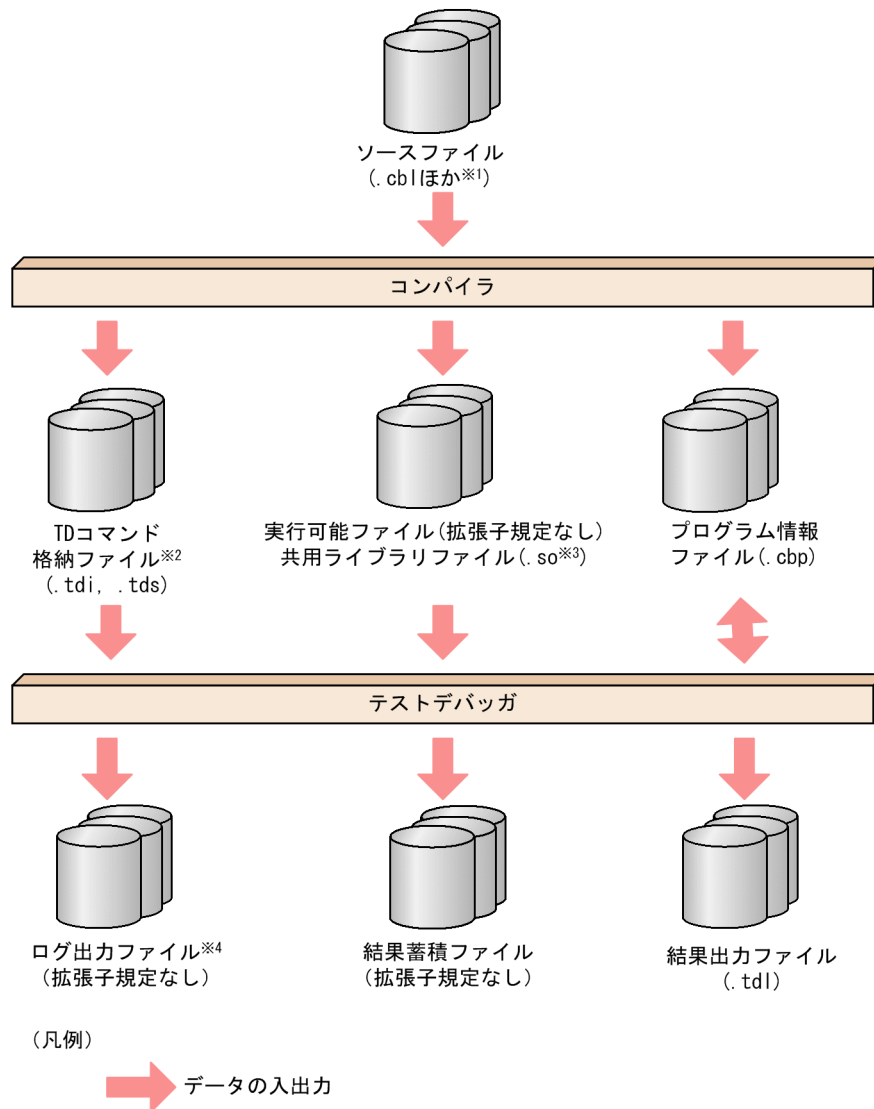 ソースファイル
(.cblほか※1)
コンパイラ
TDコマンド
格納ファイル※2
(.tdi, .tds)
実行可能ファイル(拡張子規定なし)
共用ライブラリファイル(.so※3)
プログラム情報
ファイル(.cbp)
テストデバッガ
ログ出力ファイル※4
(拡張子規定なし)
結果蓄積ファイル
(拡張子規定なし)
結果出力ファイル
(.tdl)
(凡例)
データの入出力